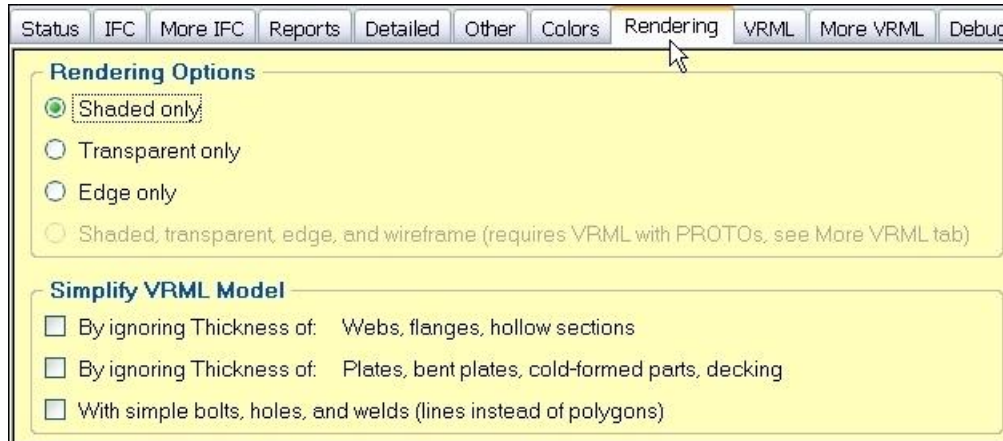 Status IFC More IFC Reports Detailed Other Colors Rendering VRML More VRML Debug
Rendering Options
Shaded only
Transparent only
Edge only
Shaded, transparent, edge, and wireframe (requires VRML with PROTOs, see More VRML tab)
Simplify VRML Model
By ignoring Thickness of: Webs, flanges, hollow sections
By ignoring Thickness of: Plates, bent plates, cold-formed parts, decking
With simple bolts, holes, and welds (lines instead of polygons)